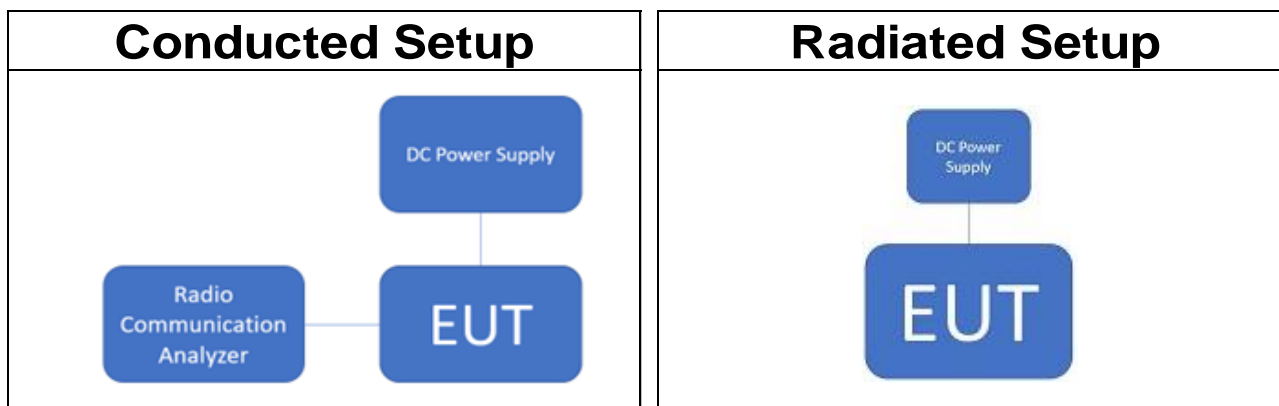 Conducted Setup
DC Power Supply
Radio
Communication
Analyzer
EUT
Radiated Setup
DC Power
Supply
EUT